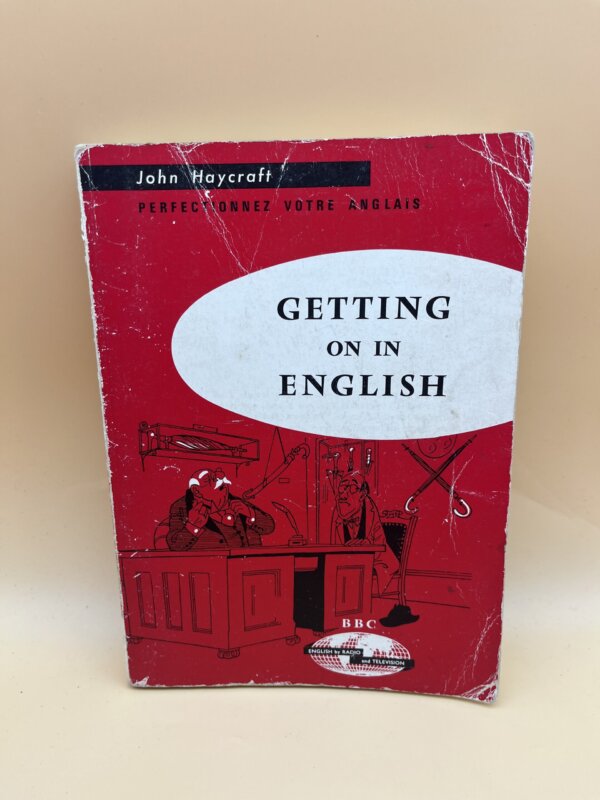 John Haycraft
PERFECTIONNEZ VOTRE ANGLAiS
GETTING
ON IN
ENGLISH
BBC
ENGLISH by RADIO
and TELEVISION